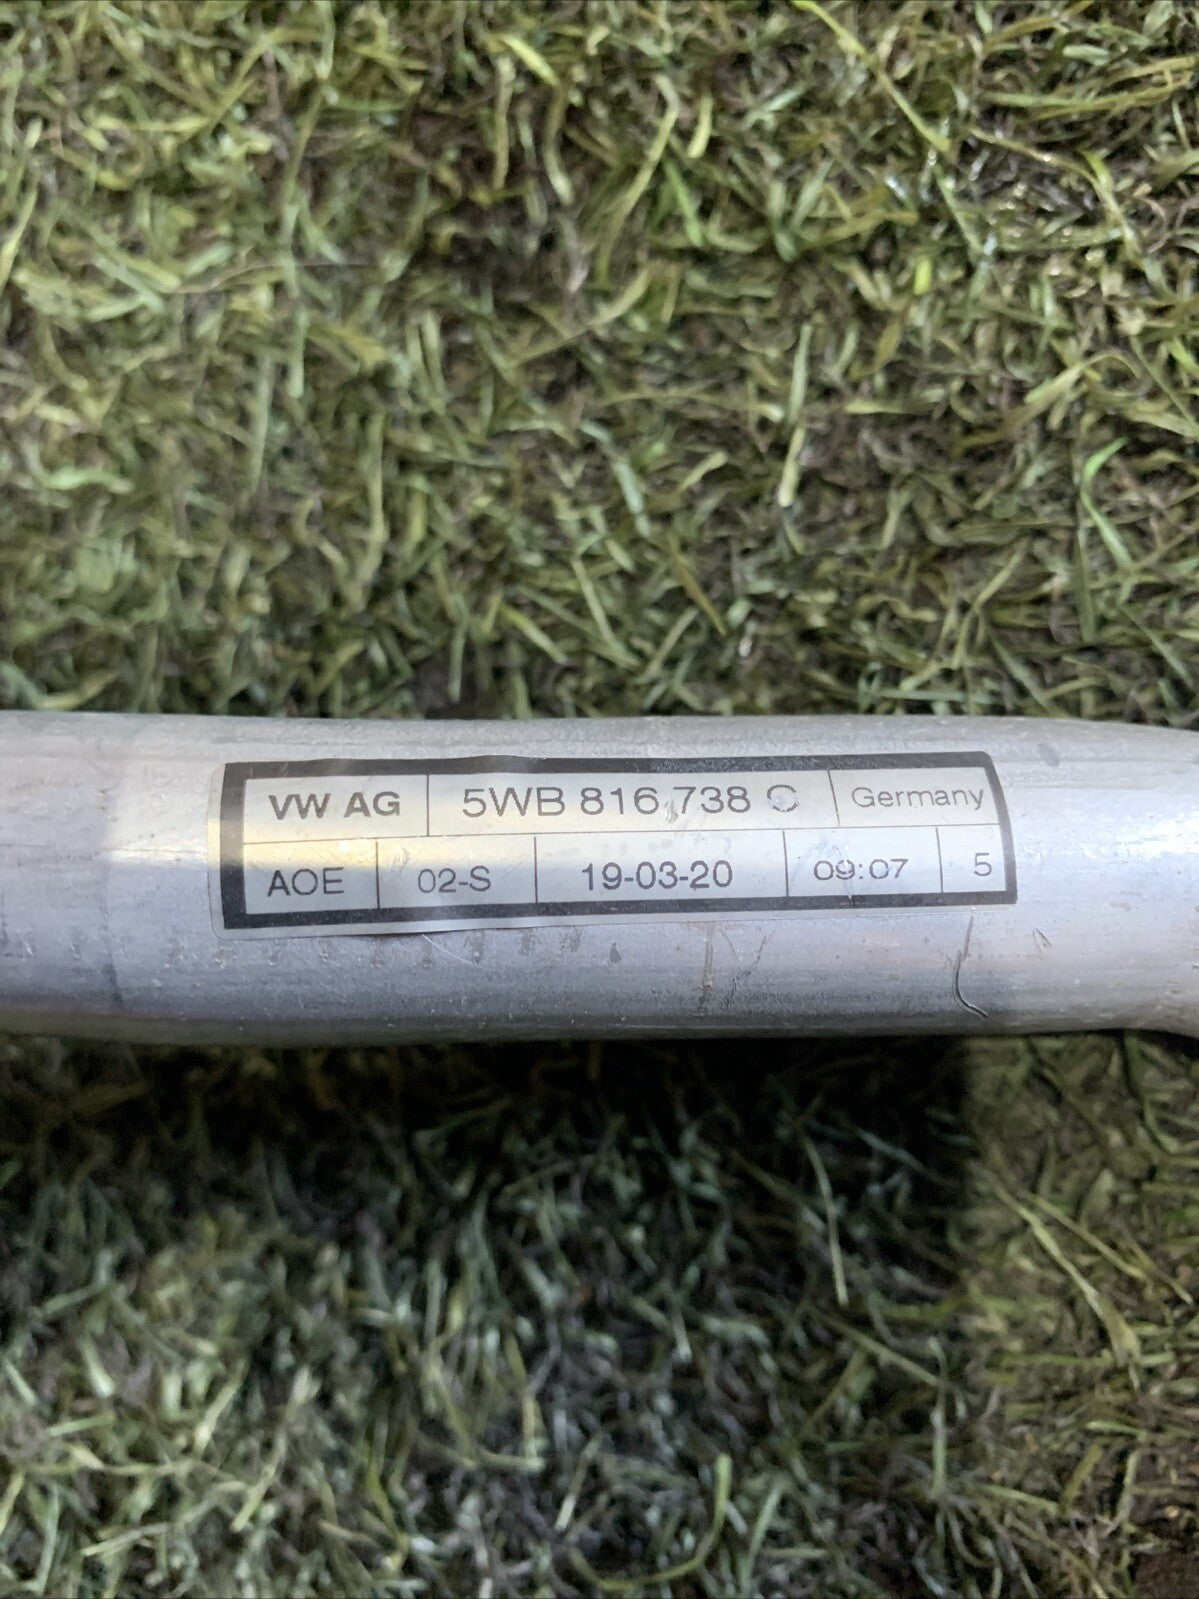 VW AG 5WB 816 738 C Germany
AOE 02-S 19-03-20 09:07 5